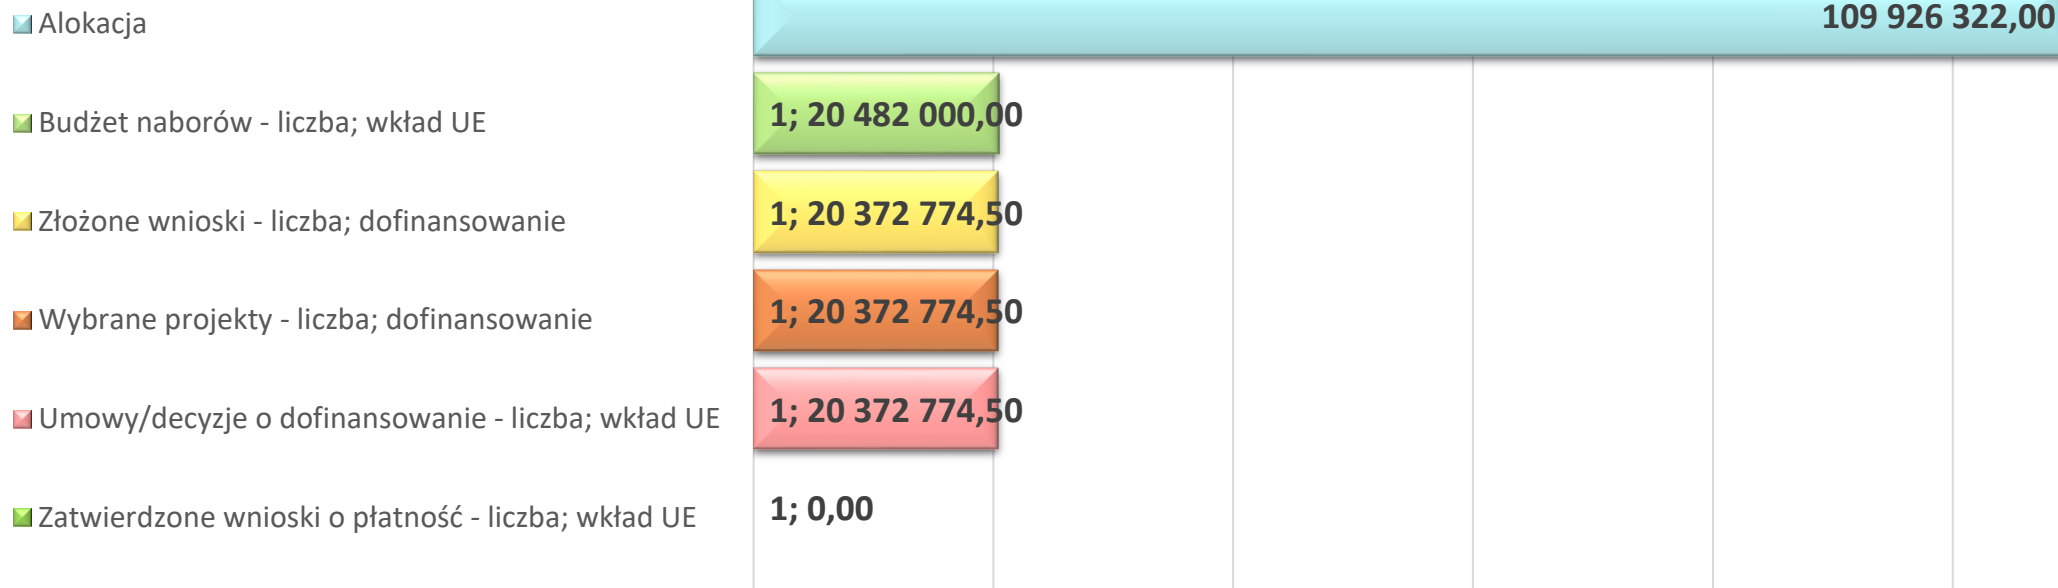 Alokacja 109 926 322,00
Budżet naborów - liczba; wkład UE 1; 20 482 000,00
Złożone wnioski - liczba; dofinansowanie 1; 20 372 774,50
Wybrane projekty - liczba; dofinansowanie 1; 20 372 774,50
Umowy/decyzje o dofinansowanie - liczba; wkład UE 1; 20 372 774,50
Zatwierdzone wnioski o płatność - liczba; wkład UE 1; 0,00